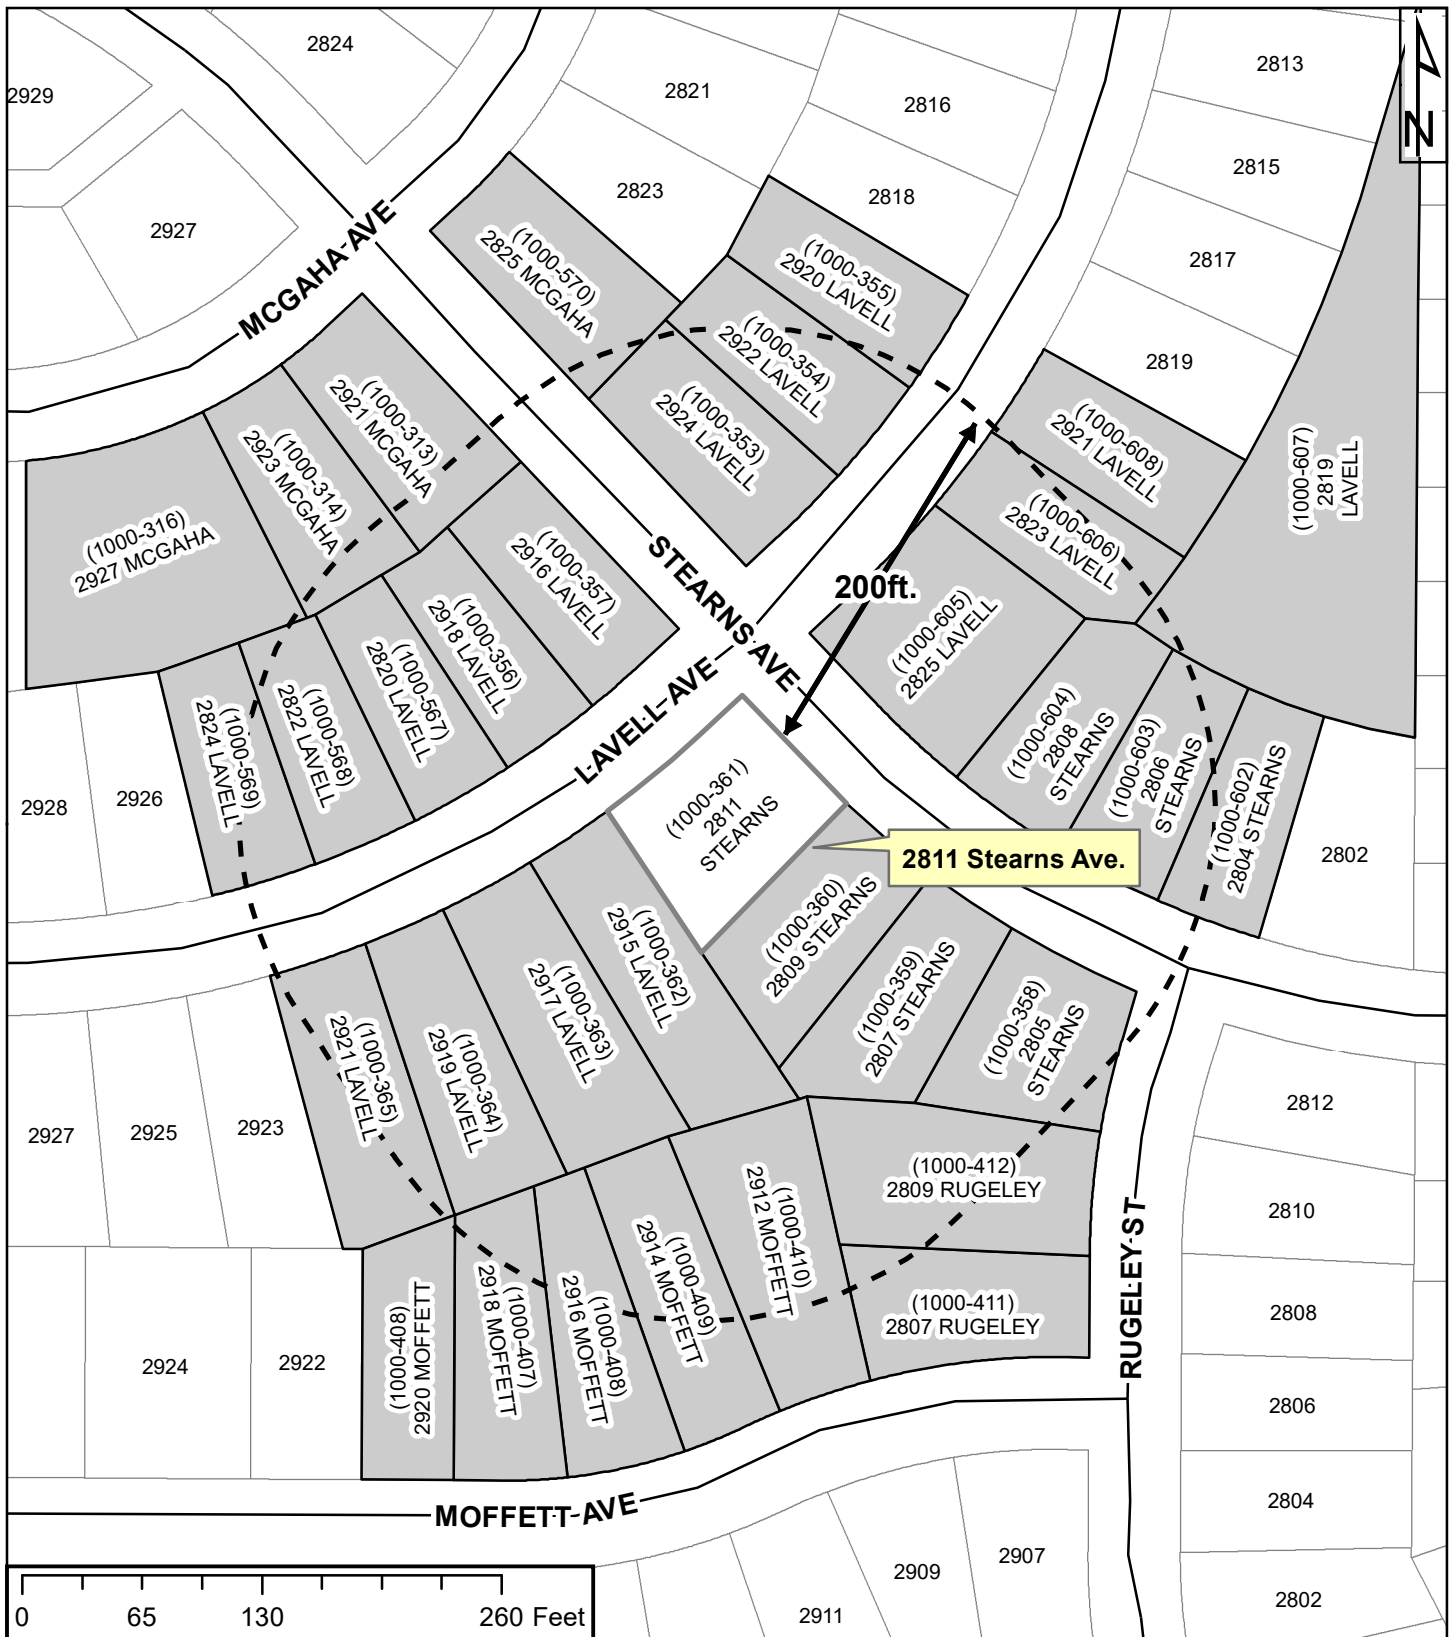 2824
2929
2821
2816
2813
N
2815
2823
2818
2927
2817
MCGAHA AVE
(1000-570)
2825 MCGAHA
(1000-355)
2920 LAVELL
(1000-354)
2922 LAVELL
2819
(1000-353)
2924 LAVELL
(1000-313)
2921 MCGAHA
(1000-314)
2923 MCGAHA
(1000-316)
2927 MCGAHA
(1000-608)
2921 LAVELL
(1000-607)
2819
LAVELL
(1000-606)
2823 LAVELL
STEARNS AVE
200ft.
(1000-605)
2825 LAVELL
(1000-357)
2916 LAVELL
(1000-356)
2918 LAVELL
(1000-567)
2820 LAVELL
(1000-568)
2822 LAVELL
(1000-569)
2824 LAVELL
LAVELL AVE
(1000-604)
2808
STEARNS
(1000-603)
2806
STEARNS
(1000-602)
2804 STEARNS
2928
2926
(1000-361)
2811
STEARNS
2811 Stearns Ave.
2802
(1000-360)
2809 STEARNS
(1000-359)
2807 STEARNS
(1000-358)
2805
STEARNS
(1000-362)
2915 LAVELL
(1000-363)
2917 LAVELL
(1000-364)
2919 LAVELL
(1000-365)
2921 LAVELL
2927
2925
2923
2812
(1000-412)
2809 RUGELEY
2810
(1000-410)
2912 MOFFETT
(1000-409)
2914 MOFFETT
(1000-408)
2916 MOFFETT
(1000-407)
2918 MOFFETT
(1000-408)
2920 MOFFETT
(1000-411)
2807 RUGELEY
RUGELEY ST
2808
2924
2922
2806
MOFFETT AVE
2804
2907
2909
2911
2802
0
65
130
260 Feet